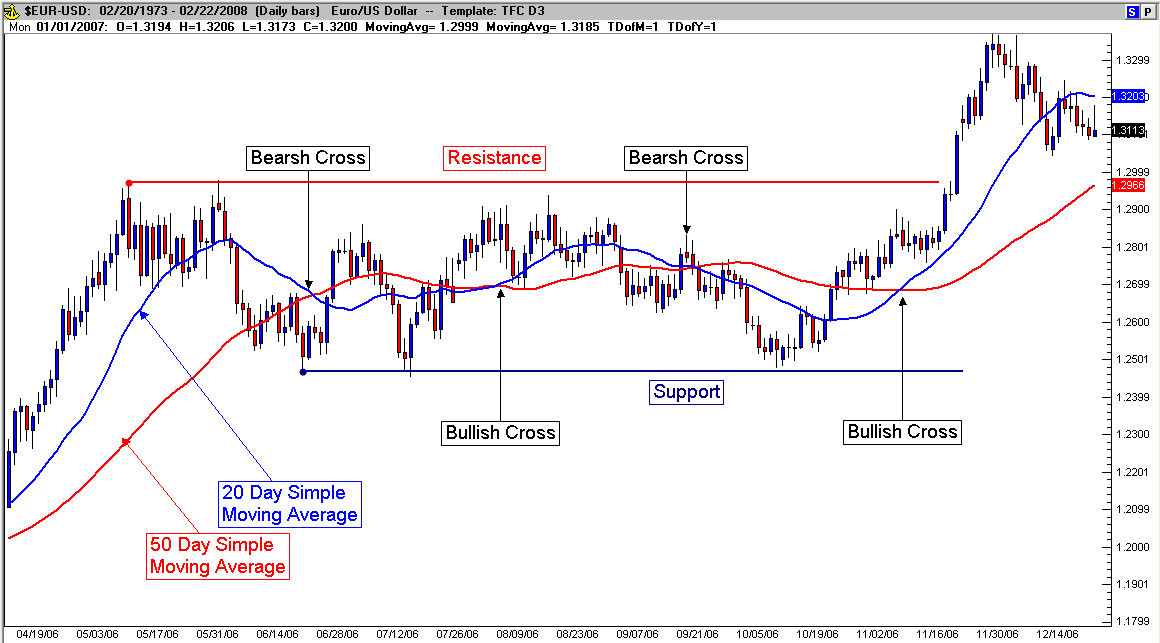 $EUR-USD: 02/20/1973 - 02/22/2008 (Daily bars) Euro/US Dollar -- Template: TFC D3
S P
Mon 01/01/2007: O=1.3194 H=1.3206 L=1.3173 C=1.3200 MovingAvg= 1.2999 MovingAvg= 1.3185 TDofM=1 TDofY=1
1.3299
1.3203
1.3113
Bearsh Cross
Resistance
Bearsh Cross
1.2999
1.2966
1.2900
1.2801
1.2699
1.2600
1.2501
Support
1.2399
Bullish Cross
Bullish Cross
1.2300
1.2201
20 Day Simple
Moving Average
1.2099
50 Day Simple
Moving Average
1.2000
1.1901
1.1799
04/19/06 05/03/06 05/17/06 05/31/06 06/14/06 06/28/06 07/12/06 07/26/06 08/09/06 08/23/06 09/07/06 09/21/06 10/05/06 10/19/06 11/02/06 11/16/06 11/30/06 12/14/06